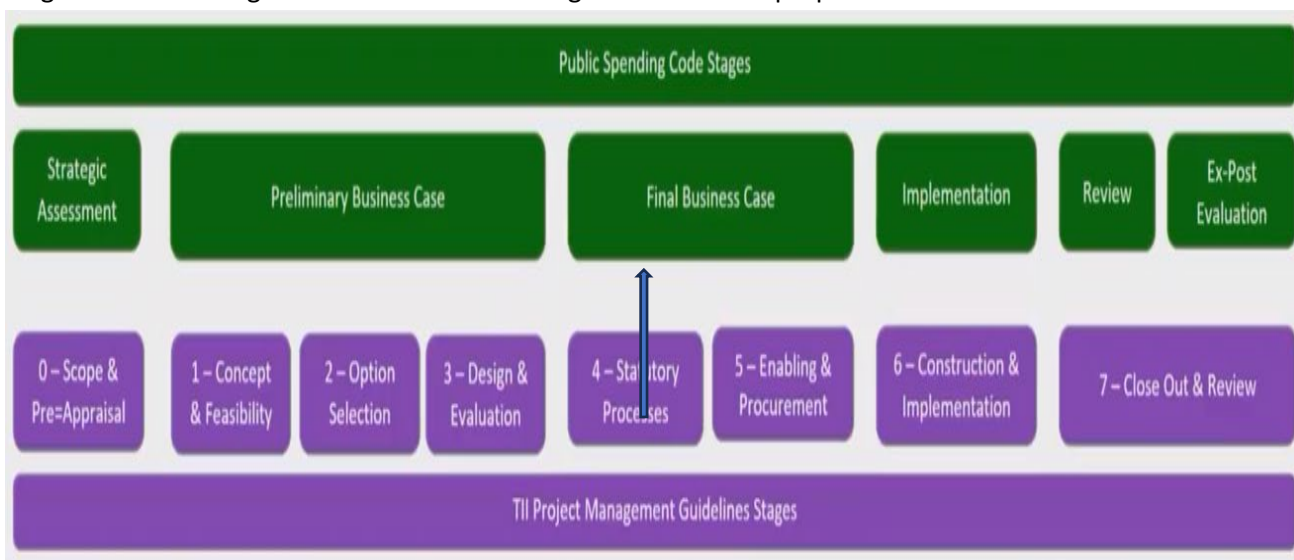 Public Spending Code Stages
Strategic
Assessment
Preliminary Business Case
Final Business Case
Implementation
Review
Ex-Post
Evaluation
0 – Scope &
Pre=Appraisal
1 – Concept
& Feasibility
2 – Option
Selection
3 – Design &
Evaluation
4 – Statutory
Processes
5 – Enabling &
Procurement
6 – Construction &
Implementation
7 – Close Out & Review
TII Project Management Guidelines Stages